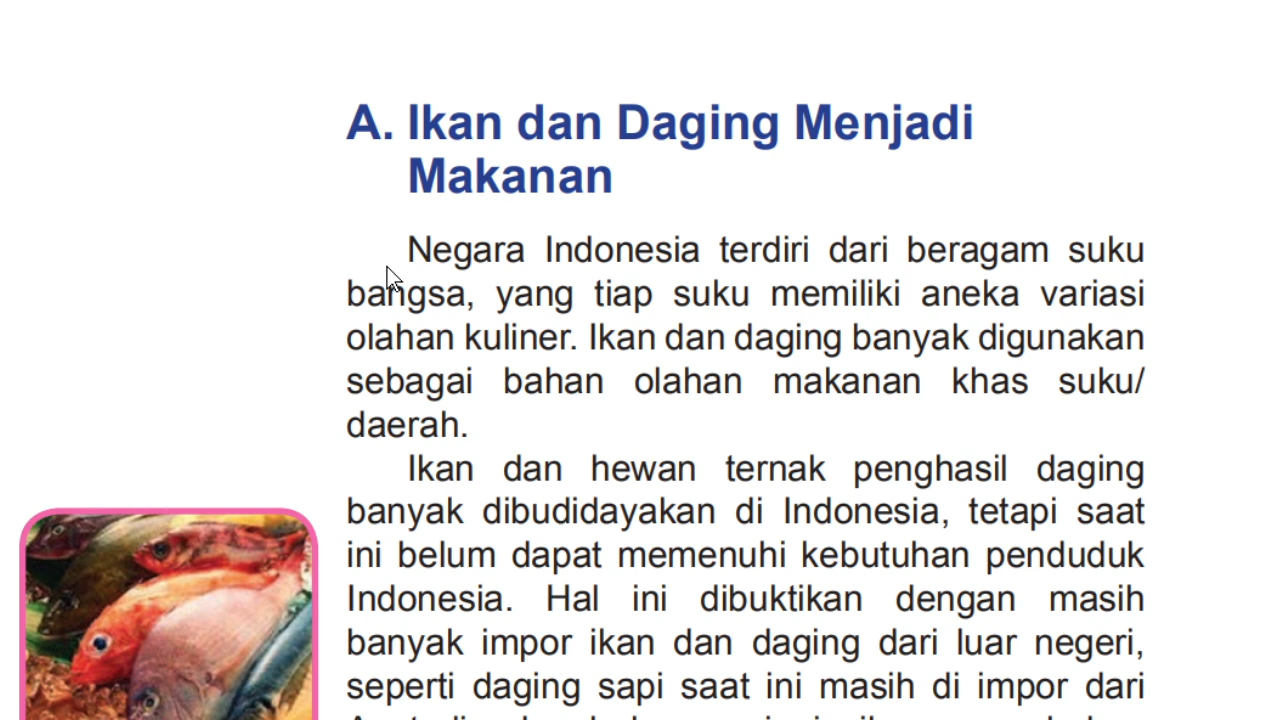 A. Ikan dan Daging Menjadi
Makanan
Negara Indonesia terdiri dari beragam suku
bangsa, yang tiap suku memiliki aneka variasi
olahan kuliner. Ikan dan daging banyak digunakan
sebagai bahan olahan makanan khas suku/
daerah.
Ikan dan hewan ternak penghasil daging
banyak dibudidayakan di Indonesia, tetapi saat
ini belum dapat memenuhi kebutuhan penduduk
Indonesia. Hal ini dibuktikan dengan masih
banyak impor ikan dan daging dari luar negeri,
seperti daging sapi saat ini masih di impor dari